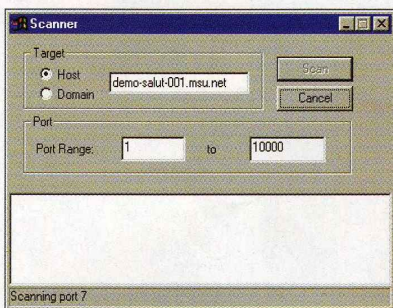 Scanner
Target
Host
demo-salut-001.msu.net
Scan
Domain
Cancel
Port
Port Range:
1
to
10000
Scanning port 7